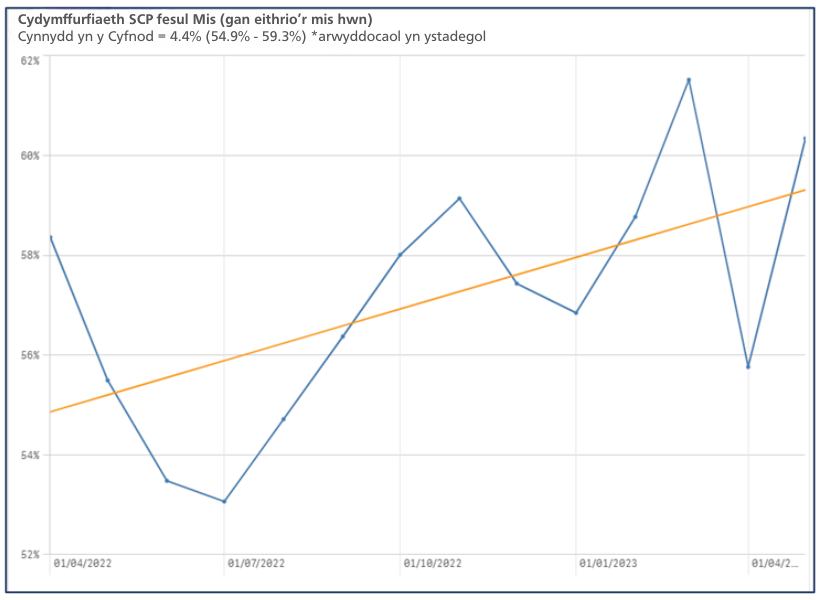 Cydymffurfiaeth SCP fesul Mis (gan eithrio’r mis hwn)
Cynnydd yn y Cyfnod = 4.4% (54.9% - 59.3%) *arwyddocaol yn ystadegol
62%
60%
58%
56%
54%
52%
01/04/2022 01/07/2022 01/10/2022 01/01/2023 01/04/2...